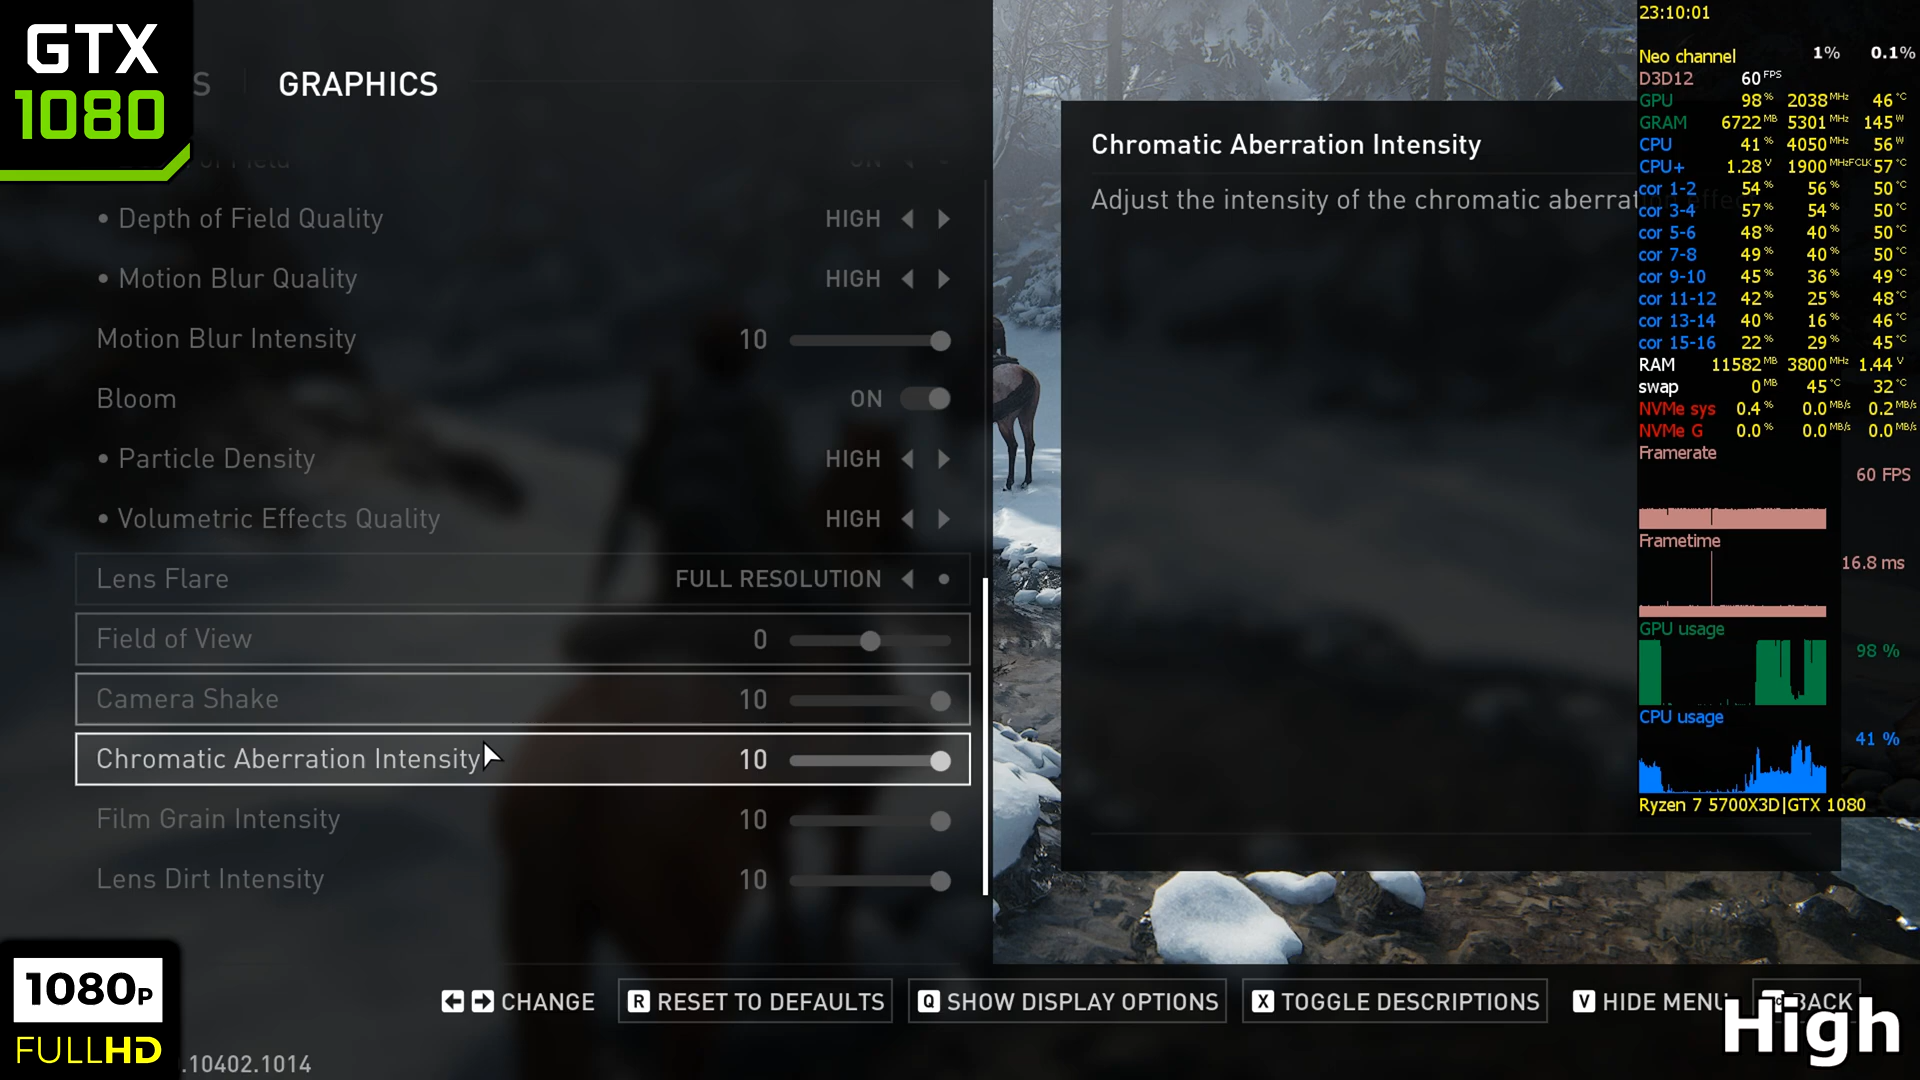 GTX
1080
S
GRAPHICS
of Field
ON
• Depth of Field Quality HIGH
• Motion Blur Quality HIGH
Motion Blur Intensity 10
Bloom ON
• Particle Density HIGH
• Volumetric Effects Quality HIGH
Lens Flare FULL RESOLUTION
Field of View 0
Camera Shake 10
Chromatic Aberration Intensity 10
Film Grain Intensity 10
Lens Dirt Intensity 10
Chromatic Aberration Intensity
Adjust the intensity of the chromatic aberration effect
23:10:01
Neo channel 1% 0.1%
D3D12 60 FPS
GPU 98 % 2038 MHz 46 °C
GRAM 6722 MB 5301 MHz 145 W
CPU 41 % 4050 MHz 56 W
CPU+ 1.28 V 1900 MHzFCLK 57 °C
cor 1-2 54 % 56 % 50 °C
cor 3-4 57 % 54 % 50 °C
cor 5-6 48 % 40 % 50 °C
cor 7-8 49 % 40 % 50 °C
cor 9-10 45 % 36 % 49 °C
cor 11-12 42 % 25 % 48 °C
cor 13-14 40 % 16 % 46 °C
cor 15-16 22 % 29 % 45 °C
RAM 11582 MB 3800 MHz 1.44 V
swap 0 MB 45 °C 32 °C
NVMe sys 0.4 % 0.0 MB/s 0.2 MB/s
NVMe G 0.0 % 0.0 MB/s 0.0 MB/s
Framerate
60 FPS
Frametime
16.8 ms
GPU usage
98 %
CPU usage
41 %
Ryzen 7 5700X3D|GTX 1080
CHANGE R RESET TO DEFAULTS Q SHOW DISPLAY OPTIONS X TOGGLE DESCRIPTIONS V HIDE MENU BACK
High
1080P
FULLHD
.10402.1014